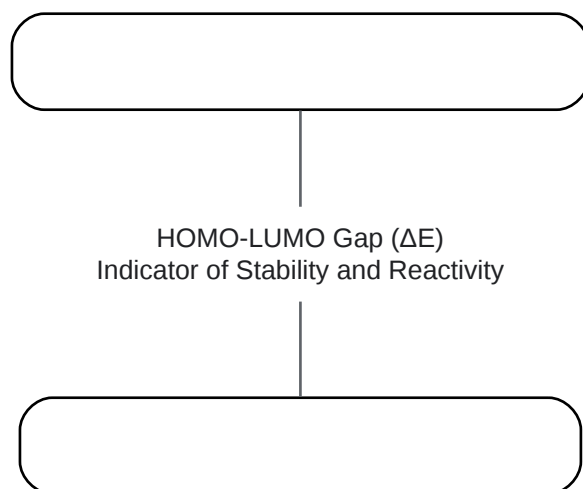 HOMO-LUMO Gap (ΔE)
Indicator of Stability and Reactivity